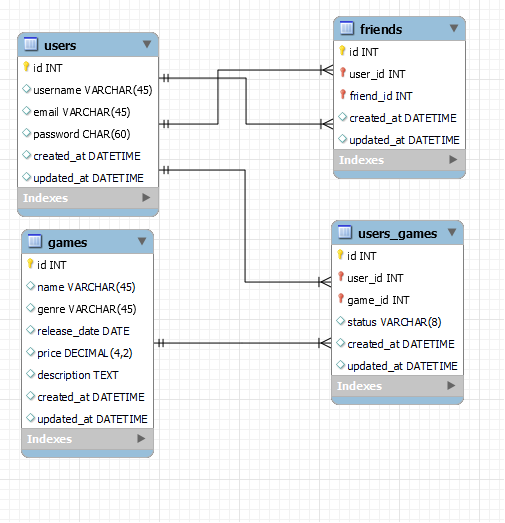 users
id INT
username VARCHAR(45)
email VARCHAR(45)
password CHAR(60)
created_at DATETIME
updated_at DATETIME
Indexes
friends
id INT
user_id INT
friend_id INT
created_at DATETIME
updated_at DATETIME
Indexes
games
id INT
name VARCHAR(45)
genre VARCHAR(45)
release_date DATE
price DECIMAL(4,2)
description TEXT
created_at DATETIME
updated_at DATETIME
Indexes
users_games
id INT
user_id INT
game_id INT
status VARCHAR(8)
created_at DATETIME
updated_at DATETIME
Indexes